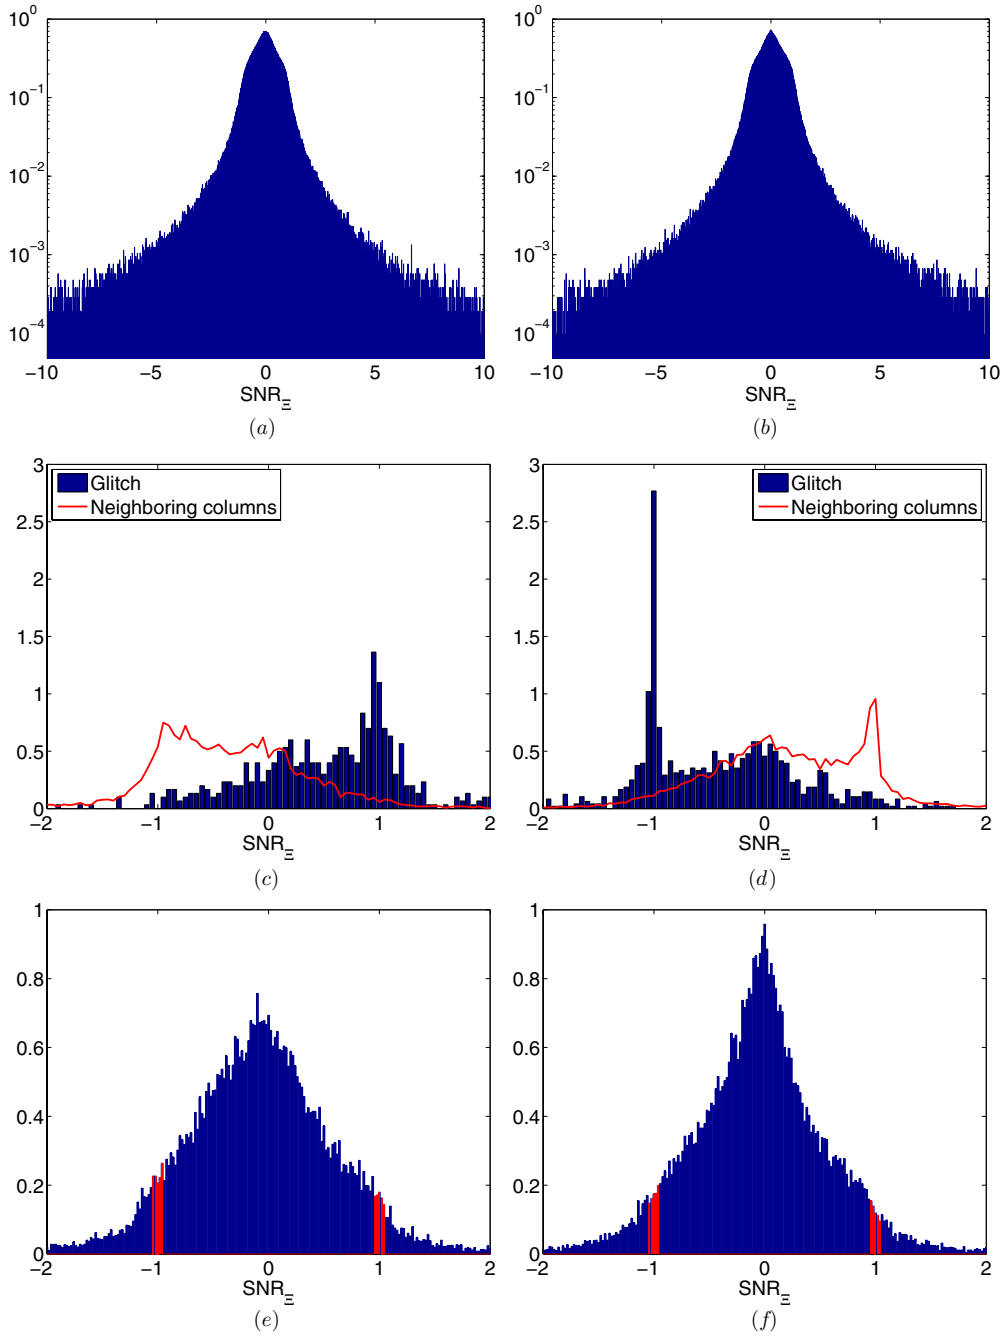 10^0
10^-1
10^-2
10^-3
10^-4
-10 -5 0 5 10
SNR_Ξ
(a)
10^0
10^-1
10^-2
10^-3
10^-4
-10 -5 0 5 10
SNR_Ξ
(b)
3
2.5
2
1.5
1
0.5
0
Glitch
Neighboring columns
-2 -1 0 1 2
SNR_Ξ
(c)
3
2.5
2
1.5
1
0.5
0
Glitch
Neighboring columns
-2 -1 0 1 2
SNR_Ξ
(d)
1
0.8
0.6
0.4
0.2
0
-2 -1 0 1 2
SNR_Ξ
(e)
1
0.8
0.6
0.4
0.2
0
-2 -1 0 1 2
SNR_Ξ
(f)